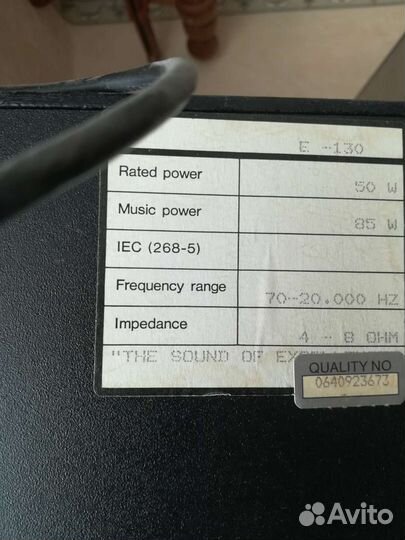 E -130
Rated power 50 W
Music power 85 W
IEC (268-5)
Frequency range 70-20.000 HZ
Impedance 4 - 8 OHM
"THE SOUND OF
QUALITY NO
0640923673
Avito